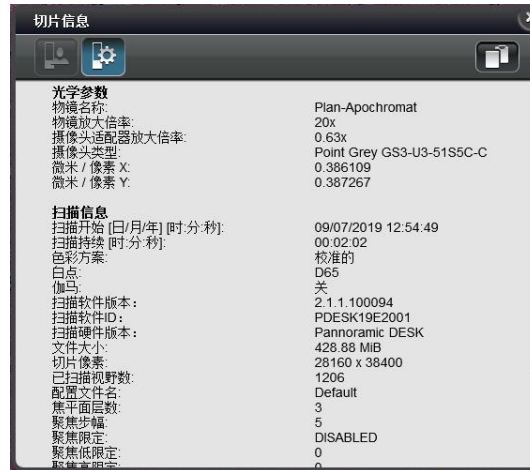 切片信息
光学参数
物镜名称: Plan-Apochromat
物镜放大倍率: 20x
摄像头适配器放大倍率: 0.63x
摄像头类型: Point Grey GS3-U3-51S5C-C
微米 / 像素 X: 0.386109
微米 / 像素 Y: 0.387267
扫描信息
扫描开始 [日/月/年] [时:分:秒]: 09/07/2019 12:54:49
扫描持续 [时:分:秒]: 00:02:02
色彩方案: 校准的
白点: D65
伽马: 关
扫描软件版本： 2.1.1.100094
扫描软件ID： PDESK19E2001
扫描硬件版本： Pannoramic DESK
文件大小: 428.88 MiB
切片像素: 28160 x 38400
已扫描视野数: 1206
配置文件名: Default
焦平面层数: 3
聚焦步幅: 5
聚焦限定: DISABLED
聚焦低限定: 0
聚焦高限定: 0